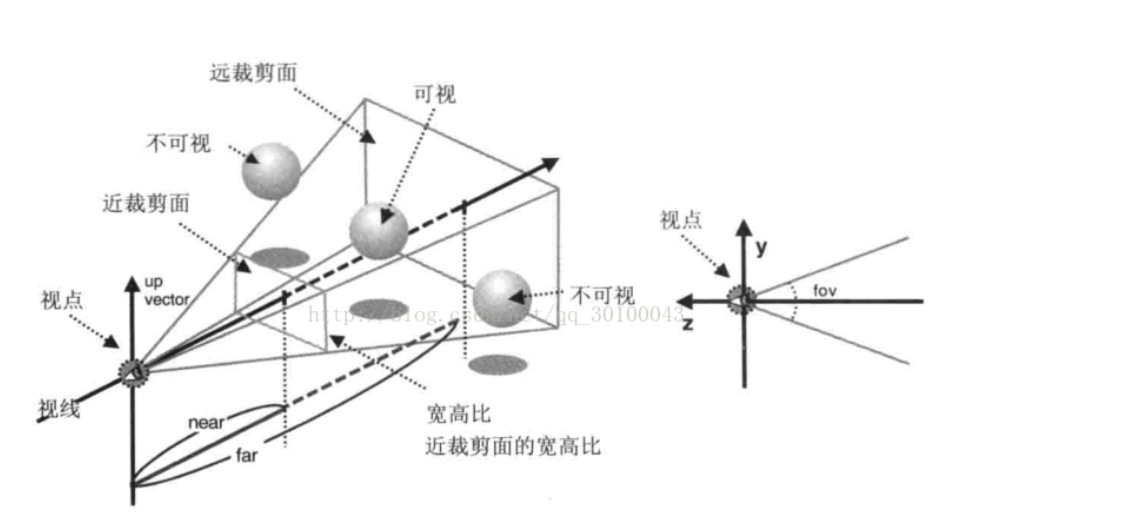 远裁剪面
可视
不可视
近裁剪面
视点
up
vector
视线
near
far
不可视
宽高比
近裁剪面的宽高比
http://blog.csdn.net/qq_30100043
视点
y
z
fov